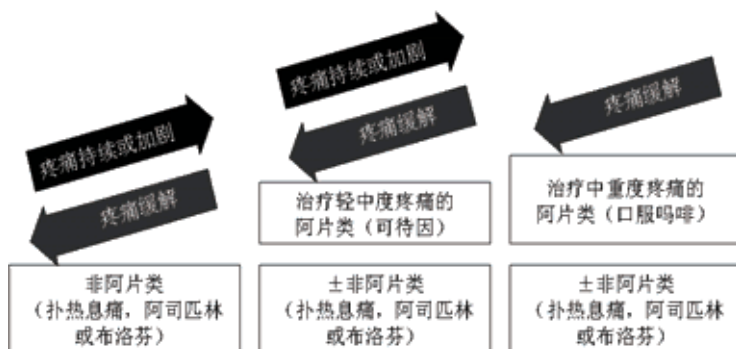 疼痛持续或加剧
疼痛缓解
非阿片类
(扑热息痛，阿司匹林
或布洛芬)
疼痛持续或加剧
疼痛缓解
治疗轻中度疼痛的
阿片类(可待因)
±非阿片类
(扑热息痛，阿司匹林
或布洛芬)
疼痛缓解
治疗中重度疼痛的
阿片类(口服吗啡)
±非阿片类
(扑热息痛，阿司匹林
或布洛芬)